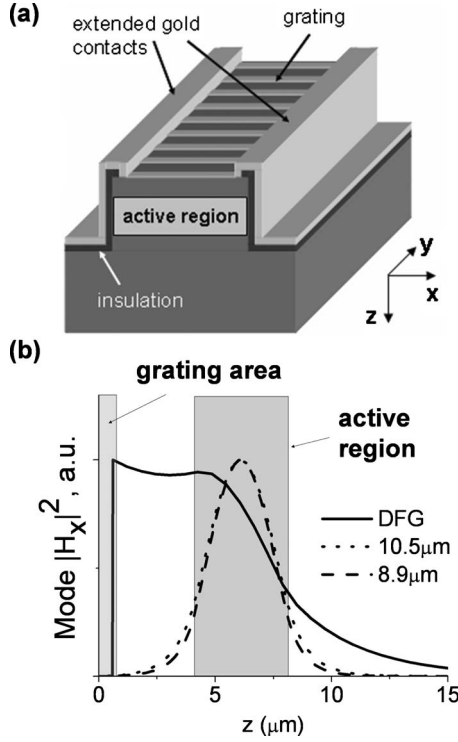 (a)
extended gold
contacts
grating
active region
insulation
y
x
z
(b)
grating area
active
region
Mode |Hx|², a.u.
DFG
10.5μm
8.9μm
0 5 10 15
z (μm)